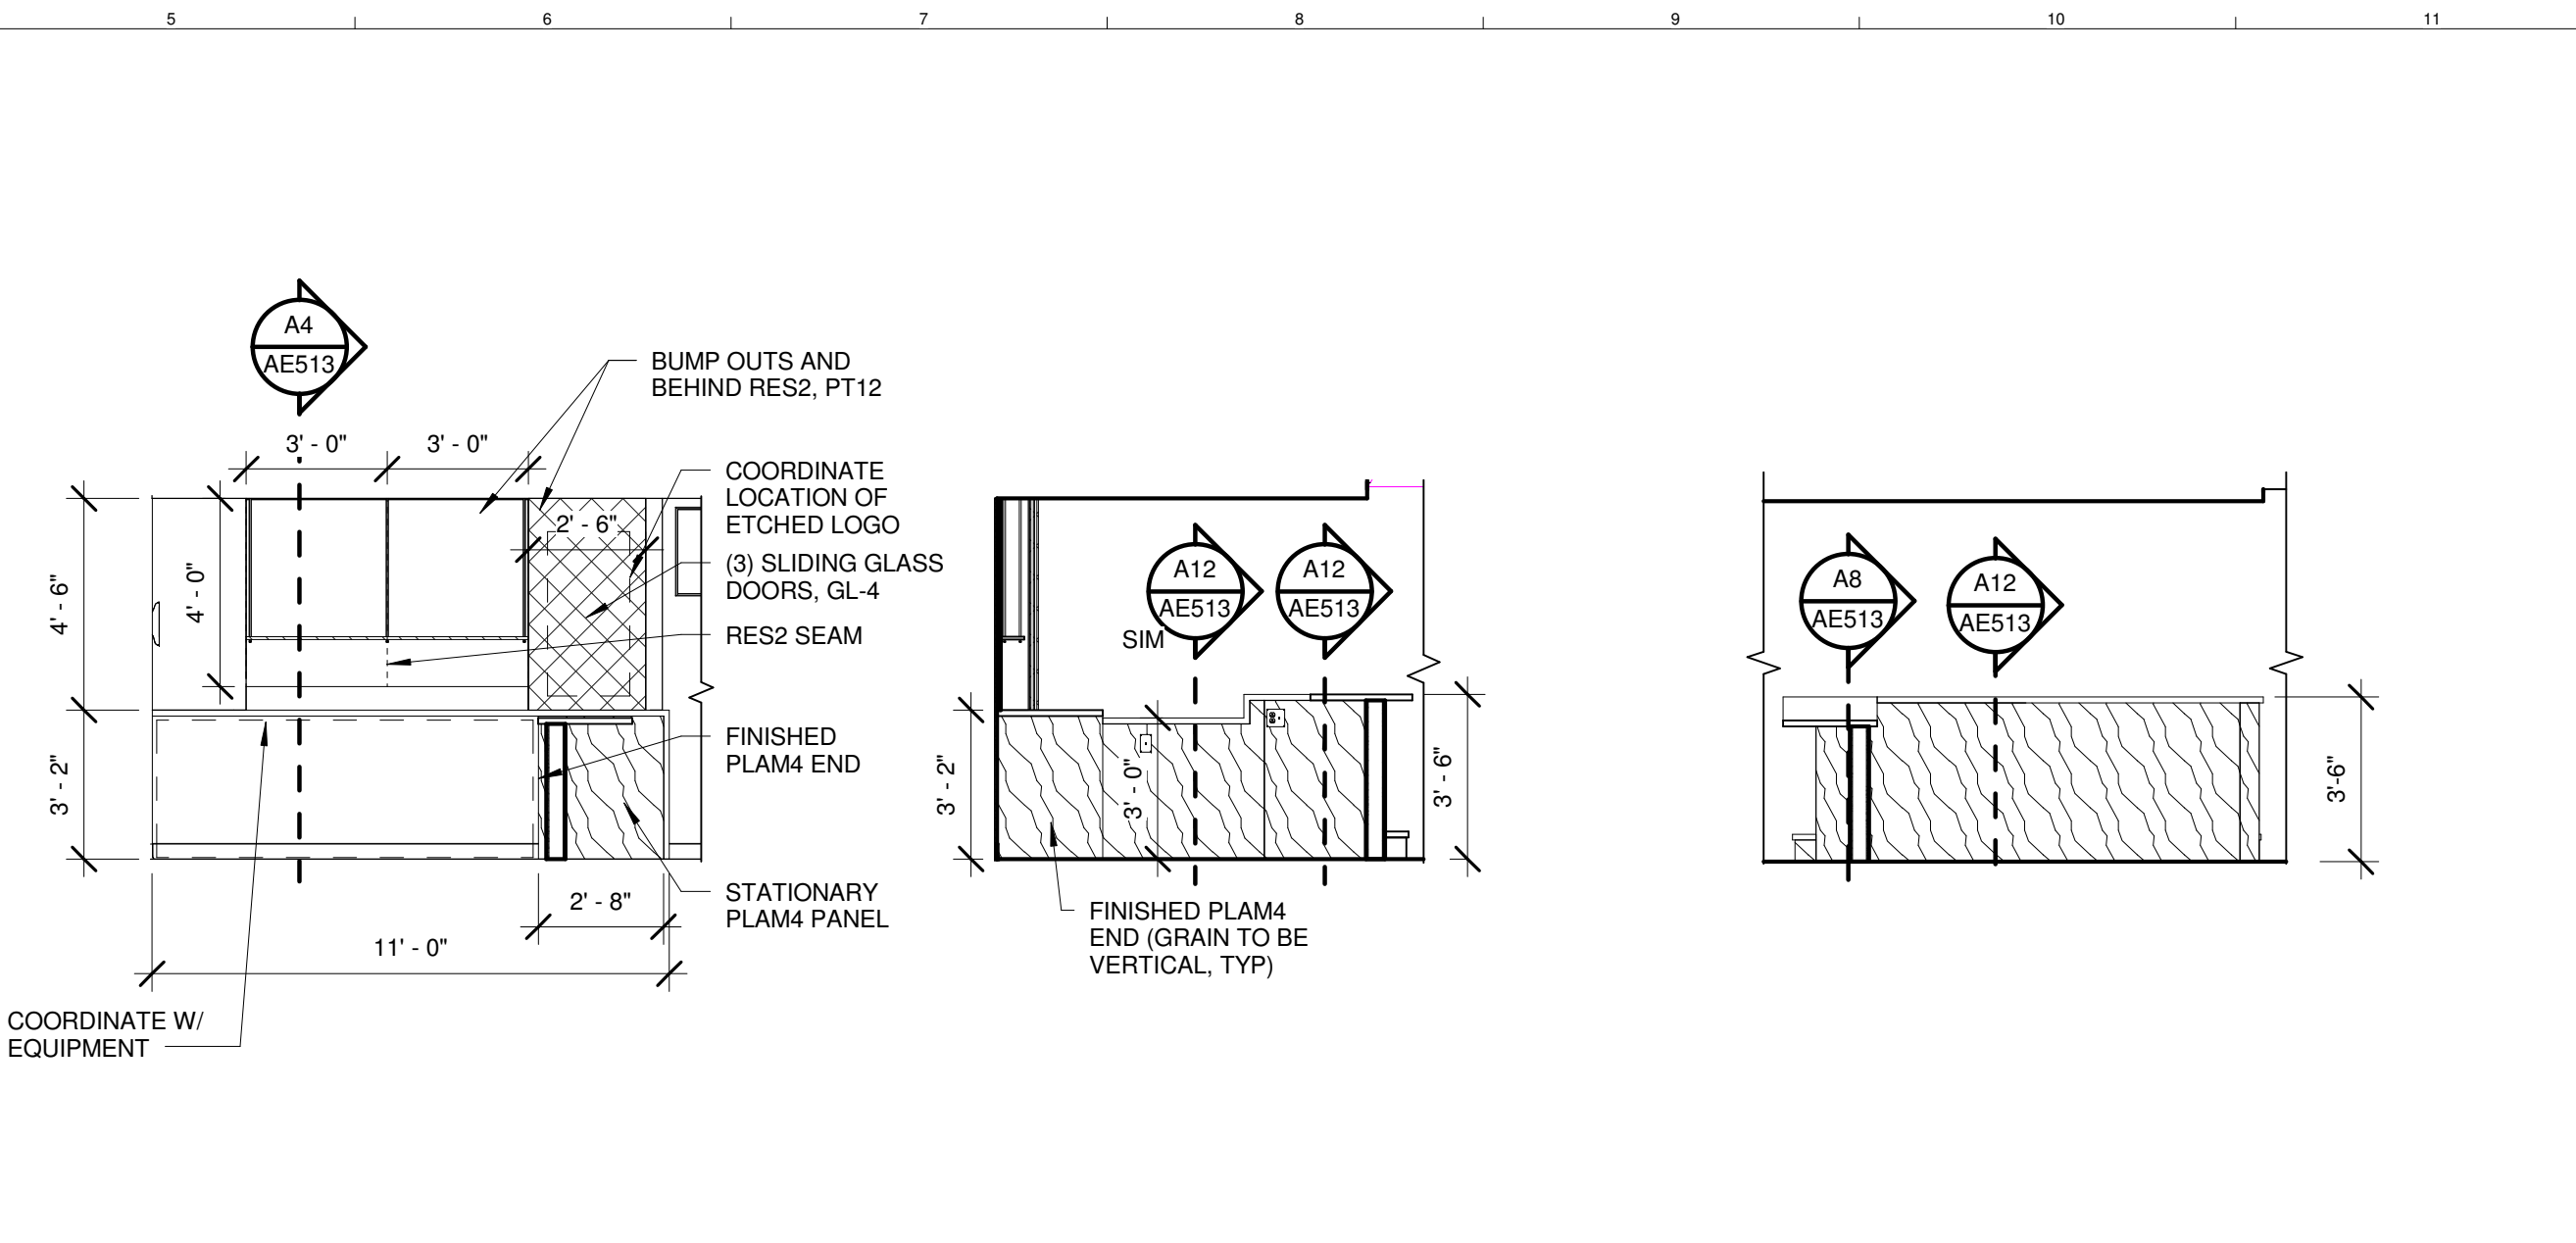 5 6 7 8 9 10 11
A4
AE513
BUMP OUTS AND
BEHIND RES2, PT12
3' - 0" 3' - 0"
COORDINATE
LOCATION OF
ETCHED LOGO
2' - 6"
(3) SLIDING GLASS
DOORS, GL-4
4' - 6"
4' - 0"
RES2 SEAM
FINISHED
PLAM4 END
3' - 2"
STATIONARY
PLAM4 PANEL
2' - 8"
11' - 0"
COORDINATE W/
EQUIPMENT
A12
AE513
SIM
A12
AE513
3' - 2"
3' - 0"
3' - 6"
FINISHED PLAM4
END (GRAIN TO BE
VERTICAL, TYP)
A8
AE513
A12
AE513
3'-6"